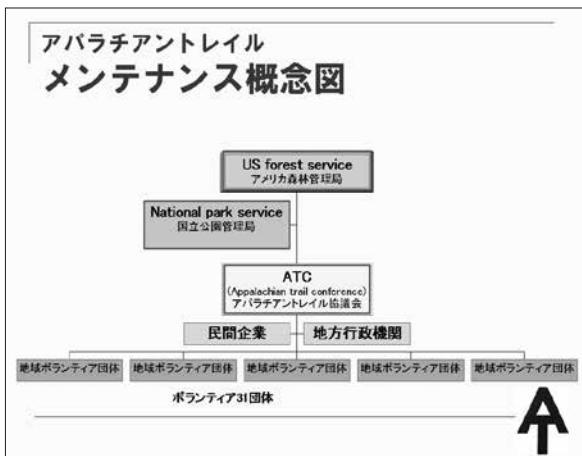 アパラチアントレイル
メンテナンス概念図
US forest service
アメリカ森林管理局
National park service
国立公園管理局
ATC
(Appalachian trail conference)
アパラチアントレイル協議会
民間企業
地方行政機関
地域ボランティア団体
地域ボランティア団体
地域ボランティア団体
地域ボランティア団体
地域ボランティア団体
ボランティア31団体
AT